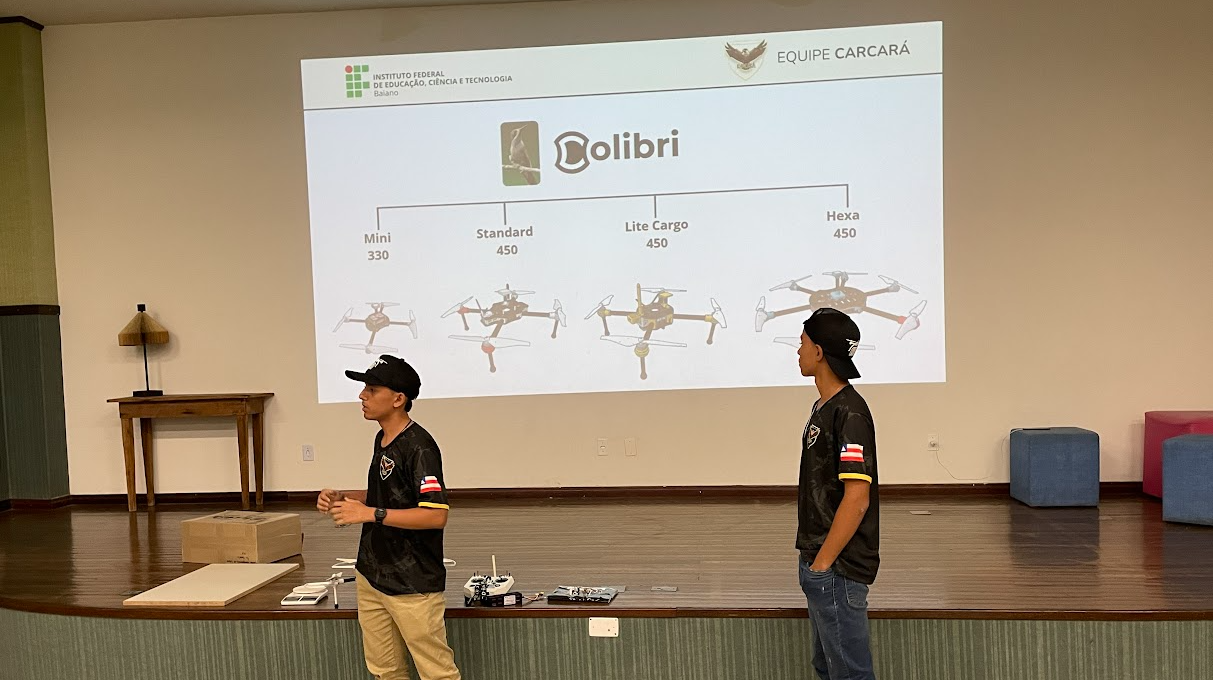 INSTITUTO FEDERAL
DE EDUCAÇÃO, CIÊNCIA E TECNOLOGIA
Baiano
EQUIPE CARCARÁ
Colibri
Mini
330
Standard
450
Lite Cargo
450
Hexa
450